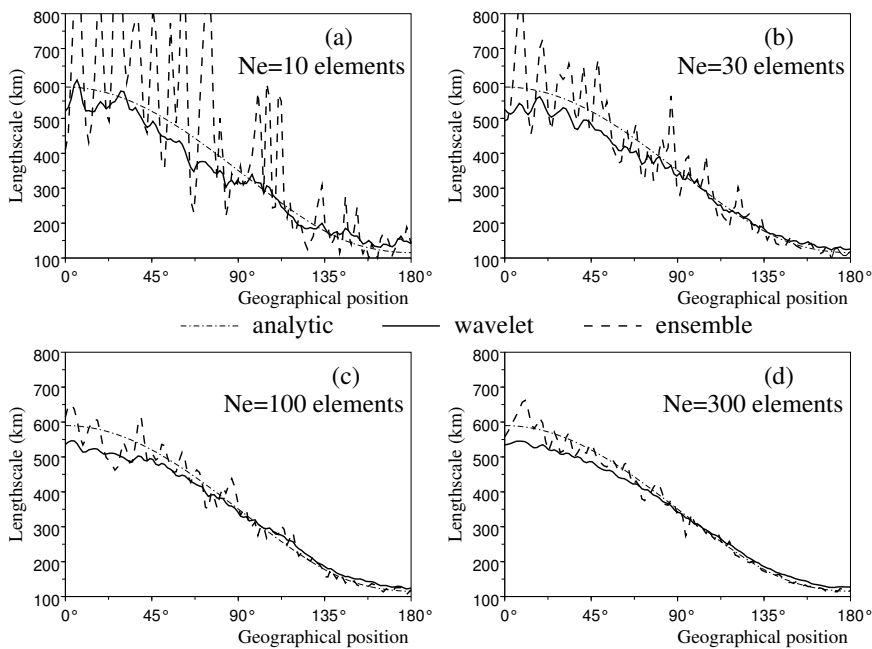 800
700
600
500
400
300
200
100
Lengthscale (km)
(a)
Ne=10 elements
0° 45° 90° 135° 180°
Geographical position
800
700
600
500
400
300
200
100
Lengthscale (km)
(b)
Ne=30 elements
0° 45° 90° 135° 180°
Geographical position
analytic wavelet ensemble
800
700
600
500
400
300
200
100
Lengthscale (km)
(c)
Ne=100 elements
0° 45° 90° 135° 180°
Geographical position
800
700
600
500
400
300
200
100
Lengthscale (km)
(d)
Ne=300 elements
0° 45° 90° 135° 180°
Geographical position